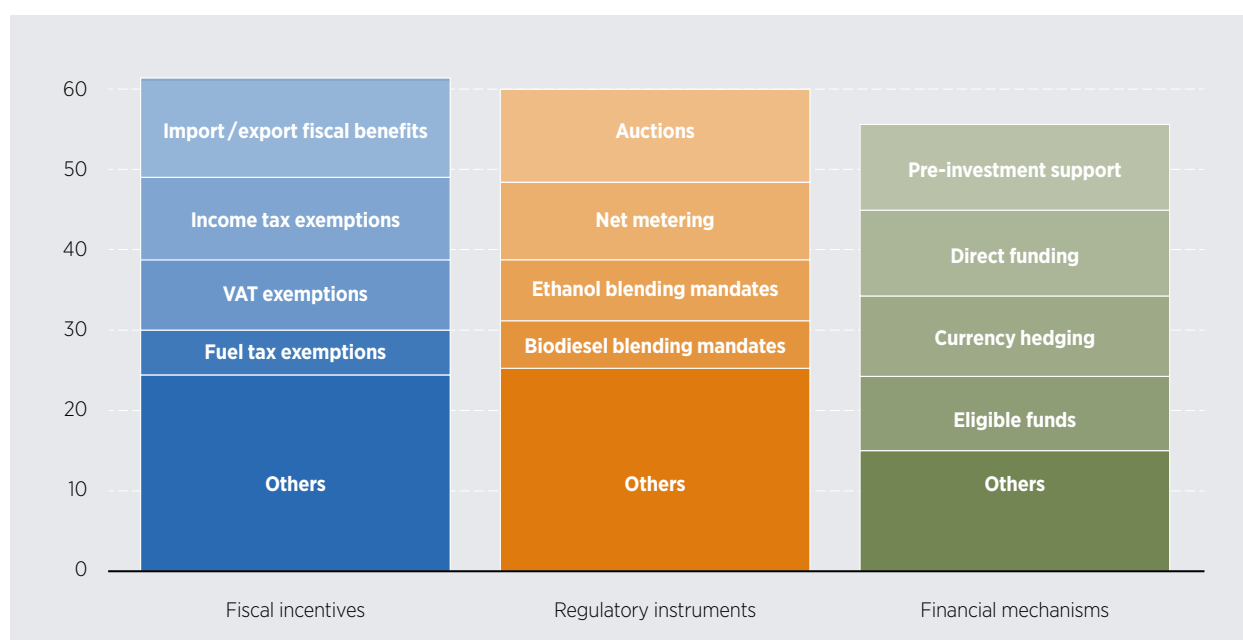 60
50
40
30
20
10
0
Import / export fiscal benefits
Income tax exemptions
VAT exemptions
Fuel tax exemptions
Others
Auctions
Net metering
Ethanol blending mandates
Biodiesel blending mandates
Others
Pre-investment support
Direct funding
Currency hedging
Eligible funds
Others
Fiscal incentives
Regulatory instruments
Financial mechanisms